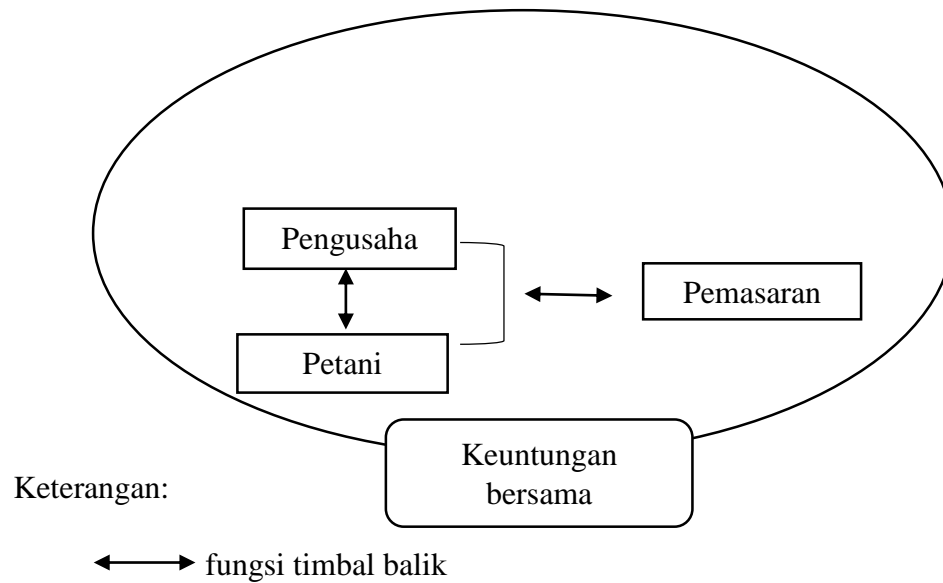 Pengusaha
Pemasaran
Petani
Keuntungan
bersama
Keterangan:
fungsi timbal balik